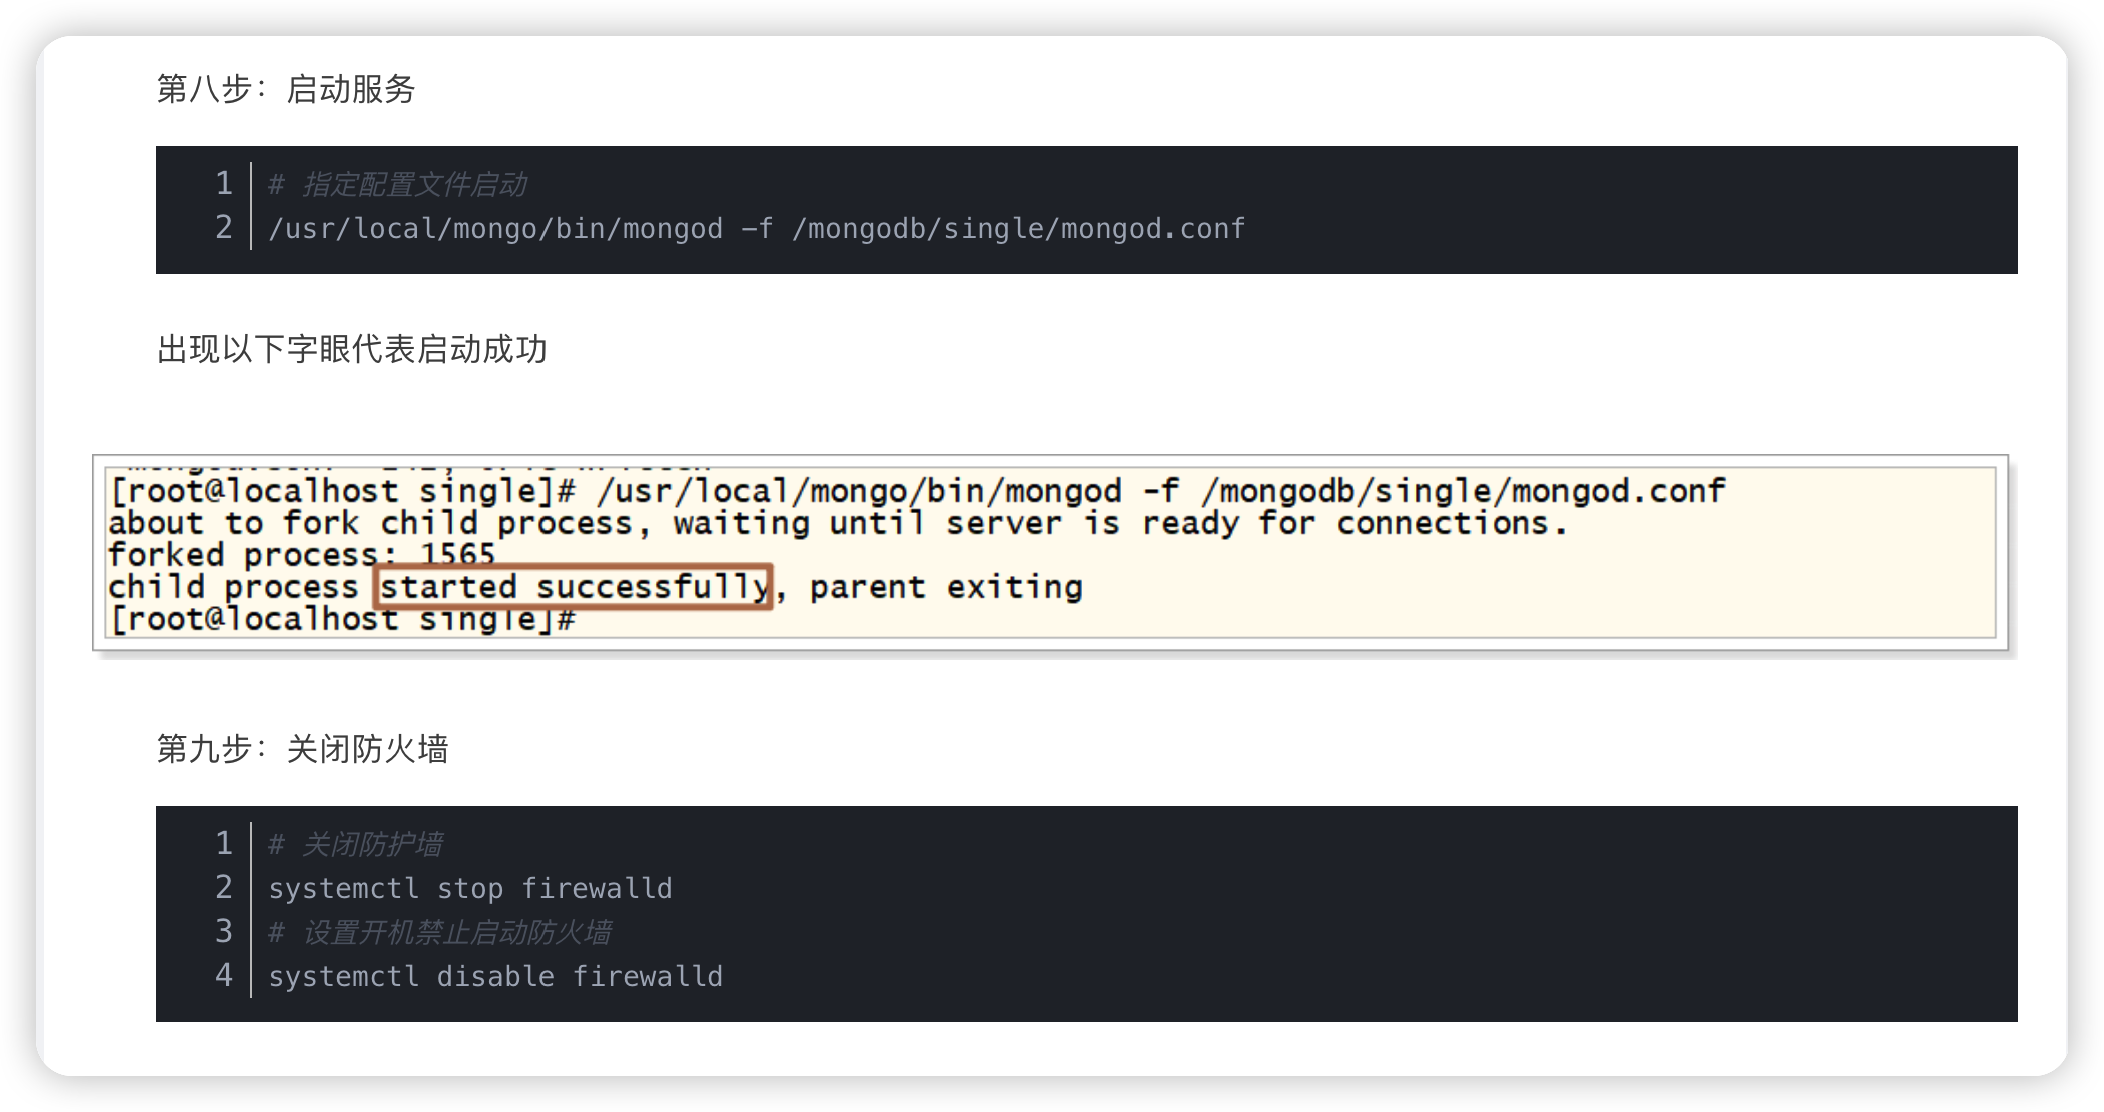 第八步：启动服务
1 # 指定配置文件启动
2 /usr/local/mongo/bin/mongod -f /mongodb/single/mongod.conf
出现以下字眼代表启动成功
[root@localhost single]# /usr/local/mongo/bin/mongod -f /mongodb/single/mongod.conf
about to fork child process, waiting until server is ready for connections.
forked process: 1565
child process started successfully, parent exiting
[root@localhost single]#
第九步：关闭防火墙
1 # 关闭防护墙
2 systemctl stop firewalld
3 # 设置开机禁止启动防火墙
4 systemctl disable firewalld